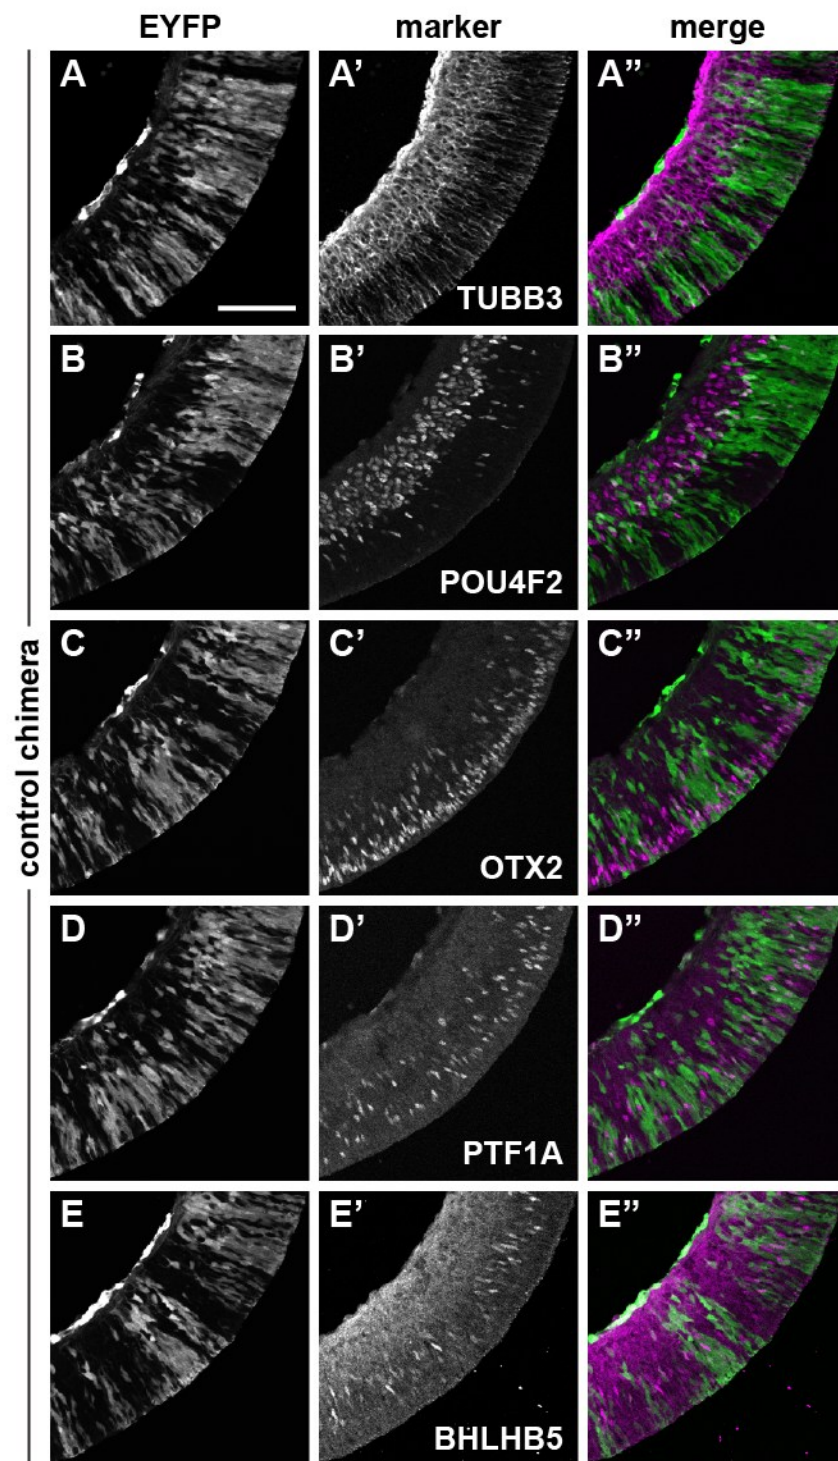 EYFP marker merge
control chimera
A A' A"
TUBB3
B B' B"
POU4F2
C C' C"
OTX2
D D' D"
PTF1A
E E' E"
BHLHB5